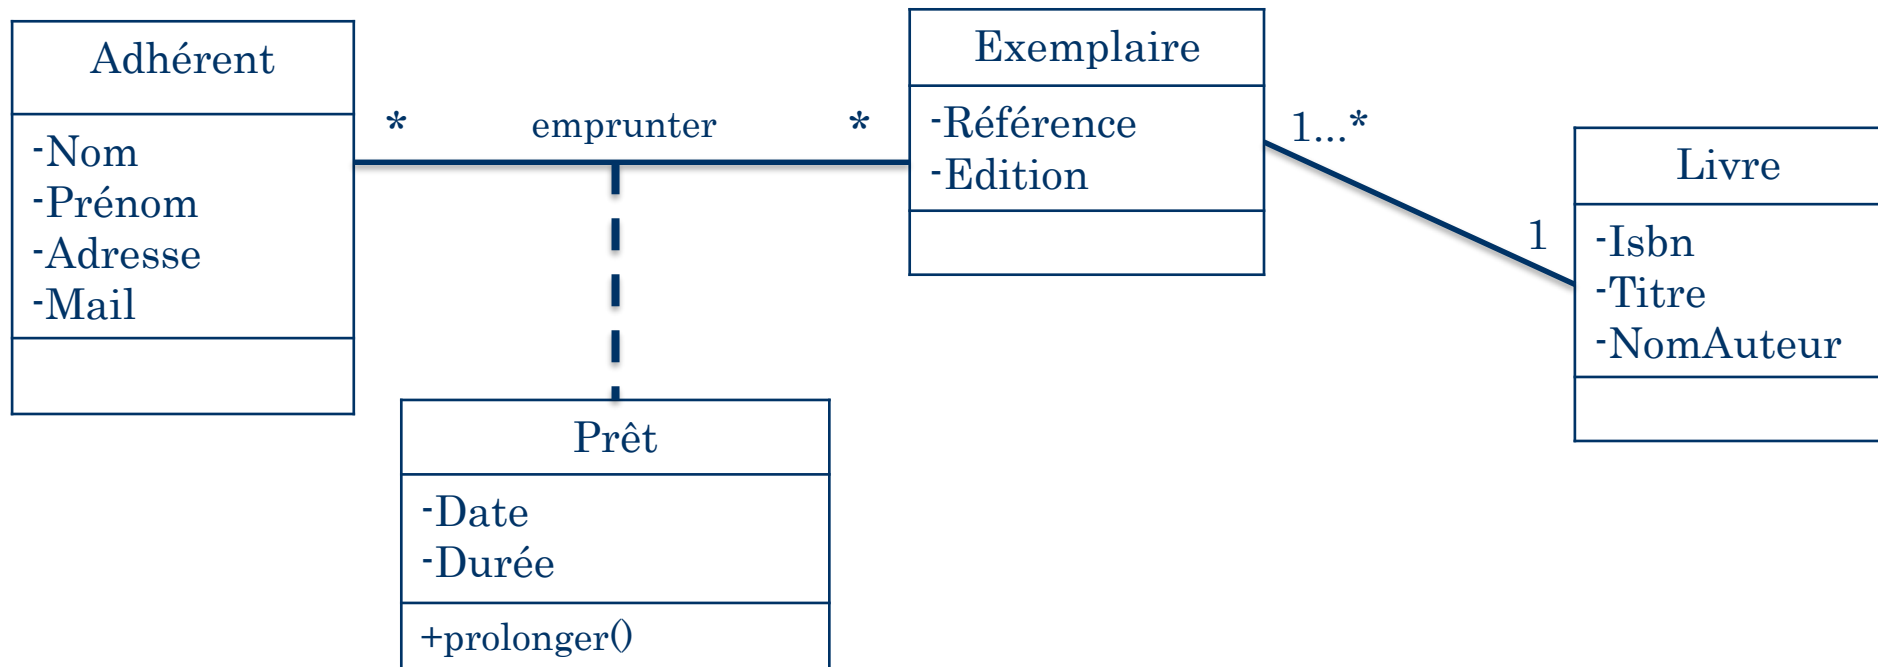 Adhérent
-Nom
-Prénom
-Adresse
-Mail
* emprunter *
Exemplaire
-Référence
-Edition
1...*
1
Livre
-Isbn
-Titre
-NomAuteur
Prêt
-Date
-Durée
+prolonger()